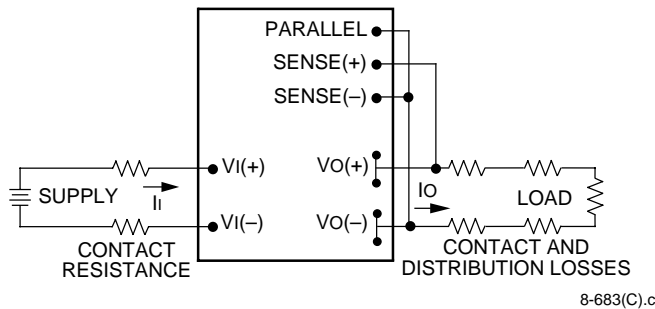 PARALLEL
SENSE(+)
SENSE(–)
VI(+)
VO(+)
SUPPLY
II
IO
LOAD
VI(–)
VO(–)
CONTACT
RESISTANCE
CONTACT AND
DISTRIBUTION LOSSES
8-683(C).c